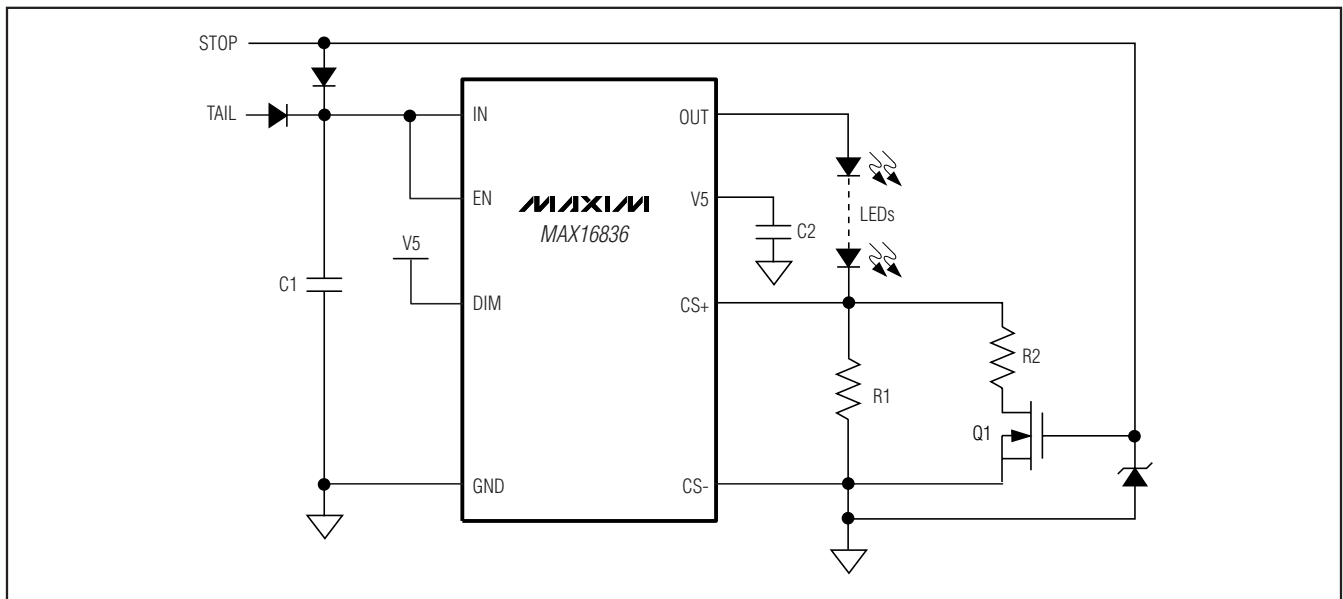 STOP
TAIL
IN
OUT
EN
V5
MAXIM
MAX16836
LEDs
C2
V5
C1
DIM
CS+
R2
R1
Q1
GND
CS-